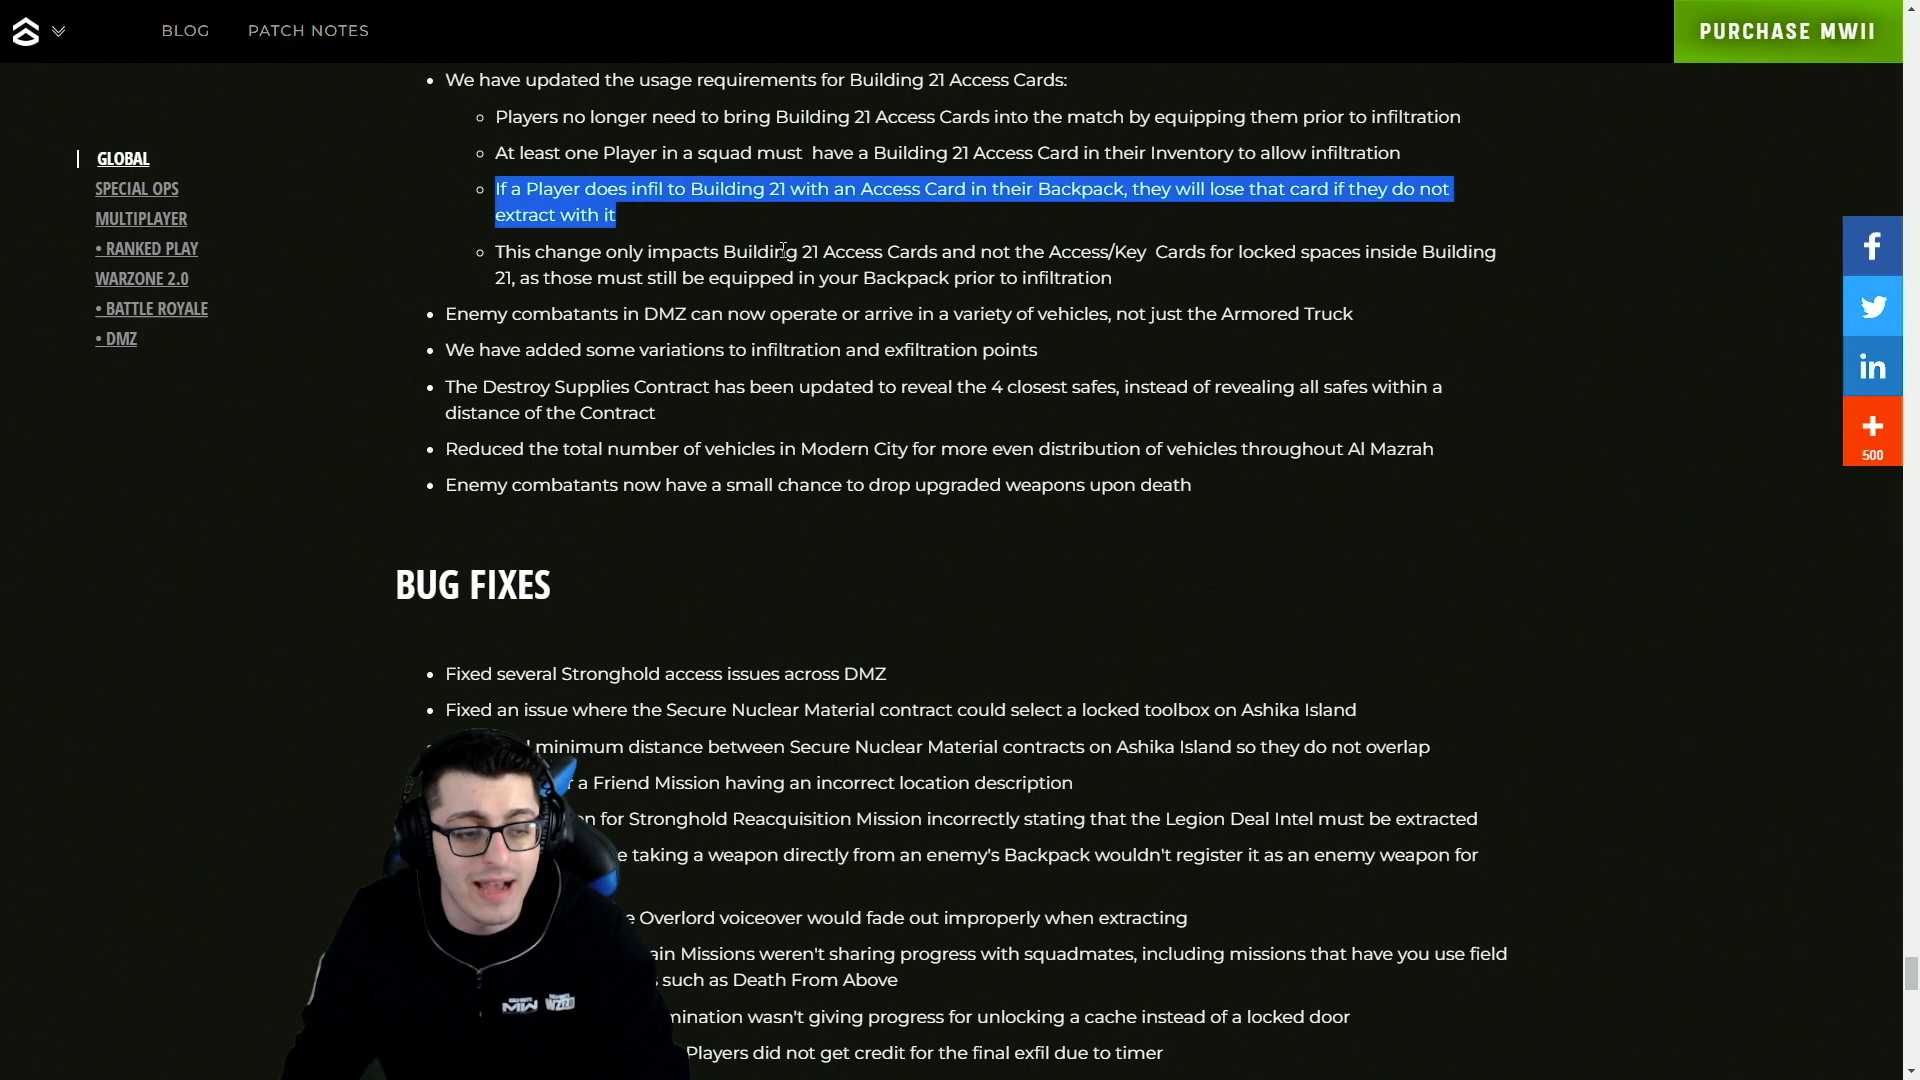 BLOG
PATCH NOTES
PURCHASE MWII
GLOBAL
SPECIAL OPS
MULTIPLAYER
• RANKED PLAY
WARZONE 2.0
• BATTLE ROYALE
• DMZ
• We have updated the usage requirements for Building 21 Access Cards:
◦ Players no longer need to bring Building 21 Access Cards into the match by equipping them prior to infiltration
◦ At least one Player in a squad must  have a Building 21 Access Card in their Inventory to allow infiltration
◦ If a Player does infil to Building 21 with an Access Card in their Backpack, they will lose that card if they do not
extract with it
◦ This change only impacts Building 21 Access Cards and not the Access/Key  Cards for locked spaces inside Building
21, as those must still be equipped in your Backpack prior to infiltration
• Enemy combatants in DMZ can now operate or arrive in a variety of vehicles, not just the Armored Truck
• We have added some variations to infiltration and exfiltration points
• The Destroy Supplies Contract has been updated to reveal the 4 closest safes, instead of revealing all safes within a
distance of the Contract
• Reduced the total number of vehicles in Modern City for more even distribution of vehicles throughout Al Mazrah
• Enemy combatants now have a small chance to drop upgraded weapons upon death
BUG FIXES
• Fixed several Stronghold access issues across DMZ
• Fixed an issue where the Secure Nuclear Material contract could select a locked toolbox on Ashika Island
minimum distance between Secure Nuclear Material contracts on Ashika Island so they do not overlap
a Friend Mission having an incorrect location description
for Stronghold Reacquisition Mission incorrectly stating that the Legion Deal Intel must be extracted
taking a weapon directly from an enemy's Backpack wouldn't register it as an enemy weapon for
Overlord voiceover would fade out improperly when extracting
Missions weren't sharing progress with squadmates, including missions that have you use field
such as Death From Above
wasn't giving progress for unlocking a cache instead of a locked door
Players did not get credit for the final exfil due to timer
500
MW WZ 2.0